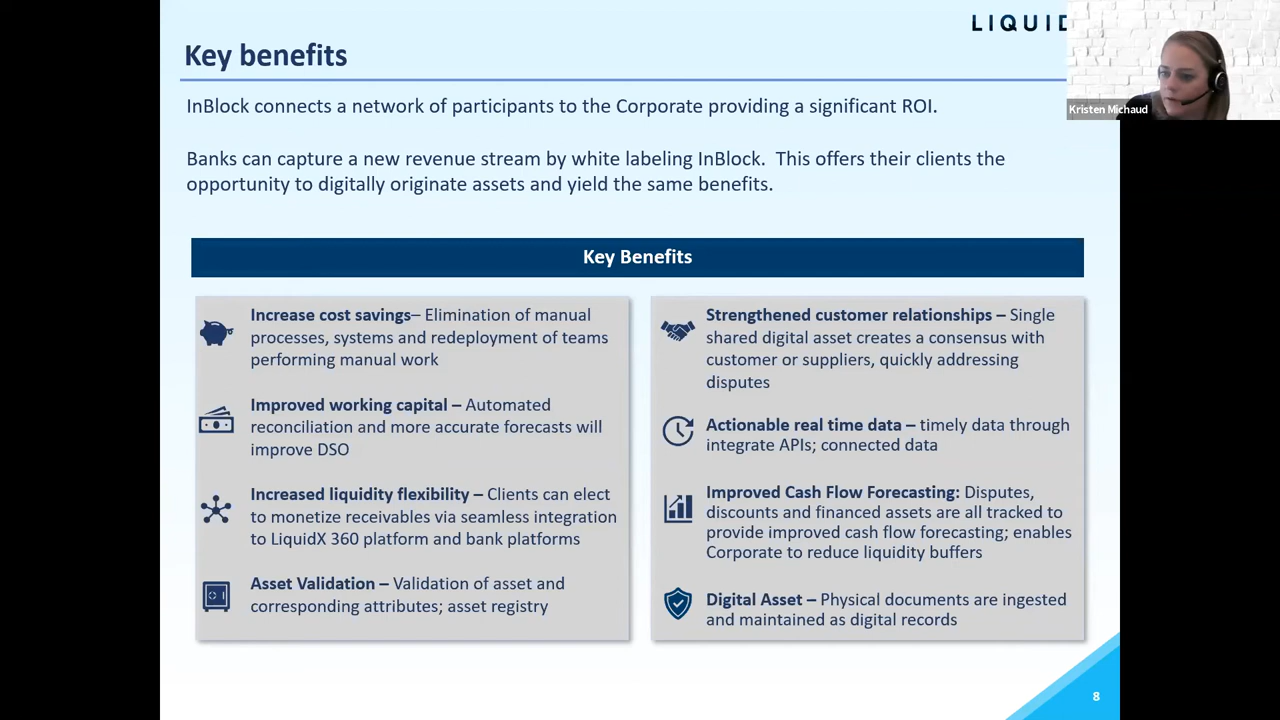 LIQUID
Key benefits
Kristen Michaud
InBlock connects a network of participants to the Corporate providing a significant ROI.
Banks can capture a new revenue stream by white labeling InBlock.  This offers their clients the
opportunity to digitally originate assets and yield the same benefits.
Key Benefits
Increase cost savings– Elimination of manual
processes, systems and redeployment of teams
performing manual work
Improved working capital – Automated
reconciliation and more accurate forecasts will
improve DSO
Increased liquidity flexibility – Clients can elect
to monetize receivables via seamless integration
to LiquidX 360 platform and bank platforms
Asset Validation – Validation of asset and
corresponding attributes; asset registry
Strengthened customer relationships – Single
shared digital asset creates a consensus with
customer or suppliers, quickly addressing
disputes
Actionable real time data – timely data through
integrate APIs; connected data
Improved Cash Flow Forecasting: Disputes,
discounts and financed assets are all tracked to
provide improved cash flow forecasting; enables
Corporate to reduce liquidity buffers
Digital Asset – Physical documents are ingested
and maintained as digital records
8